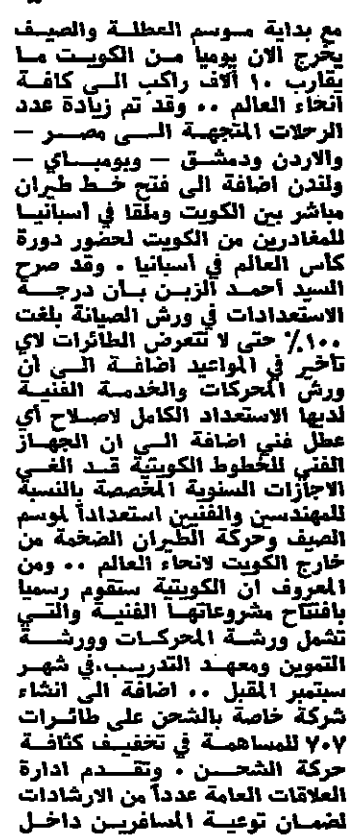 مع بداية موسم العطلة والصيف
يخرج الان يوميا من الكويت ما
يقارب ١٠ آلاف راكب الى كافة
انحاء العالم .. وقد تم زيادة عدد
الرحلات المتجهة الى مصر —
والاردن ودمشق — وبومباي —
ولندن اضافة الى فتح خط طيران
مباشر بين الكويت وملقا في أسبانيا
للمغادرين من الكويت لحضور دورة
كأس العالم في أسبانيا . وقد صرح
السيد أحمد الزبن بأن درجة
الاستعدادات في ورش الصيانة بلغت
١٠٠٪ حتى لا تتعرض الطائرات لاي
تأخير في المواعيد اضافة الى أن
ورش المحركات والخدمة الفنية
لديها الاستعداد الكامل لاصلاح أي
عطل فني اضافة الى ان الجهاز
الفني للخطوط الكويتية قد الغى
الاجازات السنوية المخصصة بالنسبة
للمهندسين والفنيين استعداداً لموسم
الصيف وحركة الطيران الضخمة من
خارج الكويت لانحاء العالم .. ومن
المعروف ان الكويتية ستقوم رسميا
بافتتاح مشروعاتها الفنية والتي
تشمل ورشة المحركات وورشة
التموين ومعهد التدريب في شهر
سبتمبر المقبل .. اضافة الى انشاء
شركة خاصة بالشحن على طائرات
٧٠٧ للمساهمة في تخفيف كثافة
حركة الشحن . وتقدم ادارة
العلاقات العامة عدداً من الارشادات
لضمان توعية المسافرين داخل